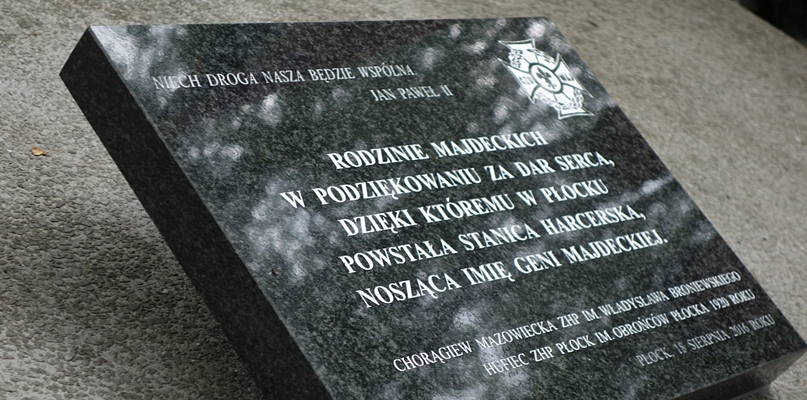 NIECH DROGA NASZA BĘDZIE WSPÓLNA
JAN PAWEŁ II
RODZINIE MAJDECKICH
W PODZIĘKOWANIU ZA DAR SERCA,
DZIĘKI KTÓREMU W PŁOCKU
POWSTAŁA STANICA HARCERSKA,
NOSZĄCA IMIĘ GENI MAJDECKIEJ.
CHORĄGIEW MAZOWIECKA ZHP IM. WŁADYSŁAWA BRONIEWSKIEGO
HUFIEC ZHP PŁOCK IM. OBROŃCÓW PŁOCKA 1920 ROKU
PŁOCK, 18 SIERPNIA 2016 ROKU